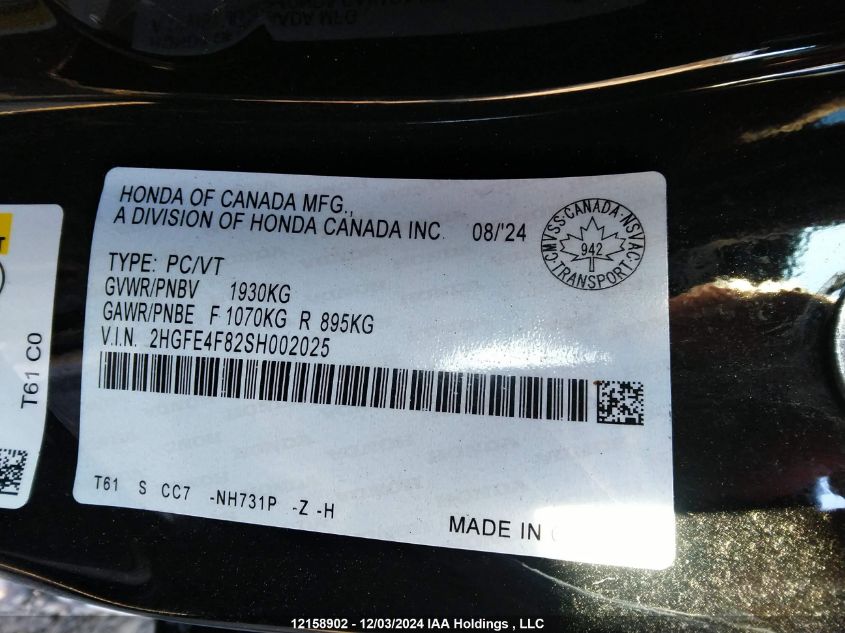 HONDA OF CANADA MFG.,
A DIVISION OF HONDA CANADA INC. 08/'24
CMVSS·CANADA·NSVAC·TRANSPORT
942
TYPE: PC/VT
GVWR/PNBV 1930KG
GAWR/PNBE F 1070KG R 895KG
V.I.N. 2HGFE4F82SH002025
T61 S CC7 -NH731P -Z -H
MADE IN
T61 C0
12158902 - 12/03/2024 IAA Holdings , LLC